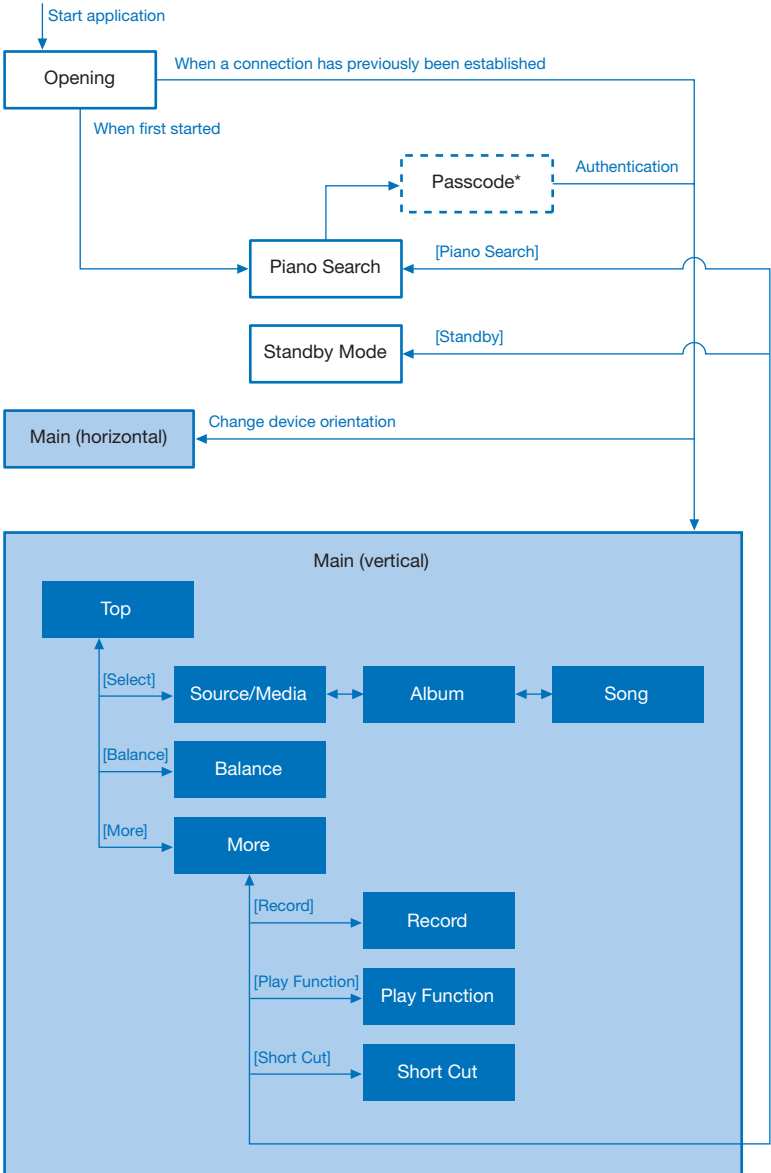 Start application
Opening
When a connection has previously been established
When first started
Passcode*
Authentication
Piano Search
[Piano Search]
Standby Mode
[Standby]
Main (horizontal)
Change device orientation
Main (vertical)
Top
[Select]
Source/Media
Album
Song
[Balance]
Balance
[More]
More
[Record]
Record
[Play Function]
Play Function
[Short Cut]
Short Cut